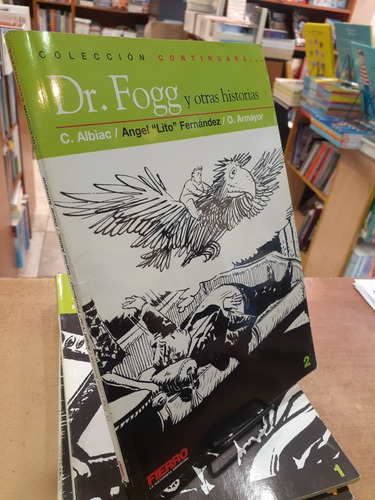 COLECCIÓN CONTINUARÁ...
Dr. Fogg y otras historias
C. Albiac / Angel "Lito" Fernández / O. Armayor
2
FIERRO
1